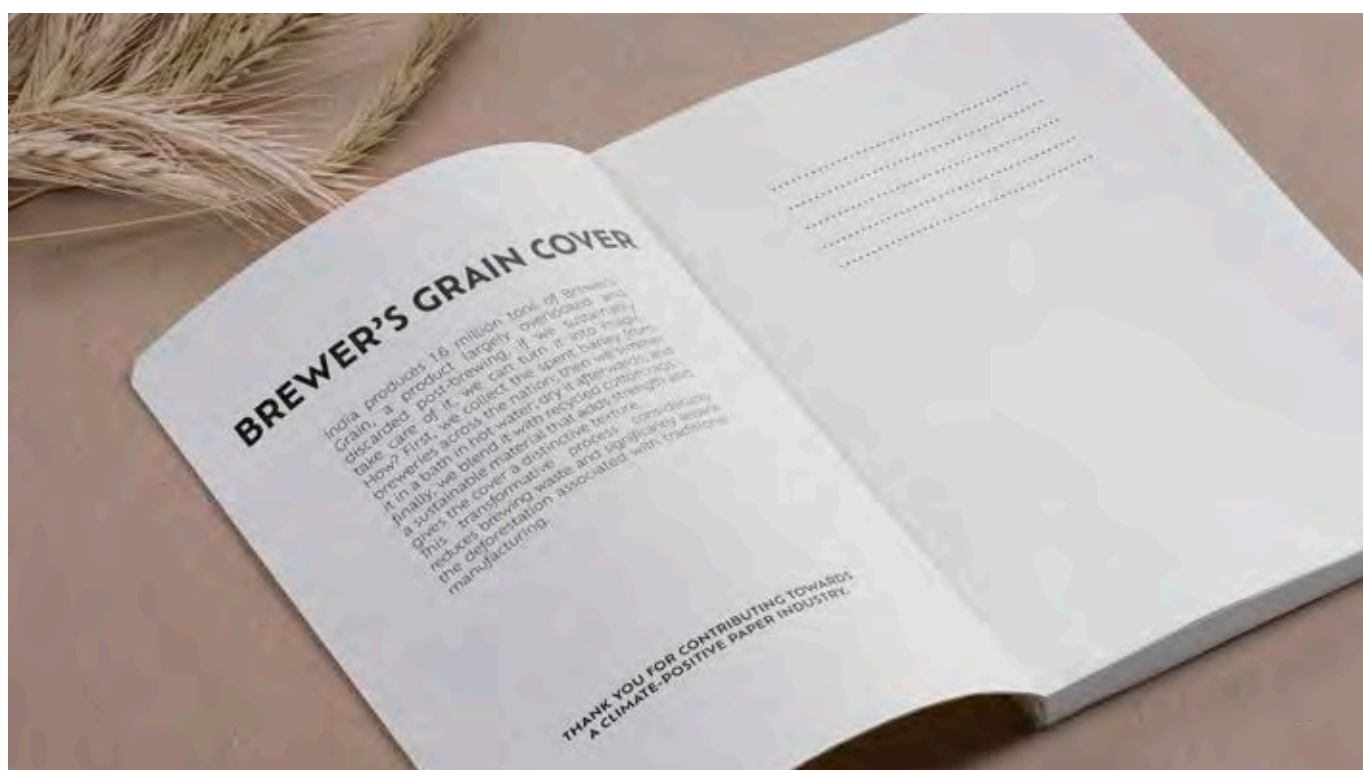 BREWER'S GRAIN COVER
India produces 1.6 million tons of Brewer's
Grain, a product largely overlooked and
discarded post-brewing. If we sustainably
take care of it, we can turn it into magic.
How? First, we collect the spent barley from
breweries across the nation, then we simmer
it in a bath in hot water, dry it afterwards, and
finally, we blend it with recycled cotton rags,
a sustainable material that adds strength and
gives the cover a distinctive texture.
this transformative process considerably
reduces brewing waste and significantly lessens
the deforestation associated with traditional
manufacturing.
THANK YOU FOR CONTRIBUTING TOWARDS
A CLIMATE-POSITIVE PAPER INDUSTRY.